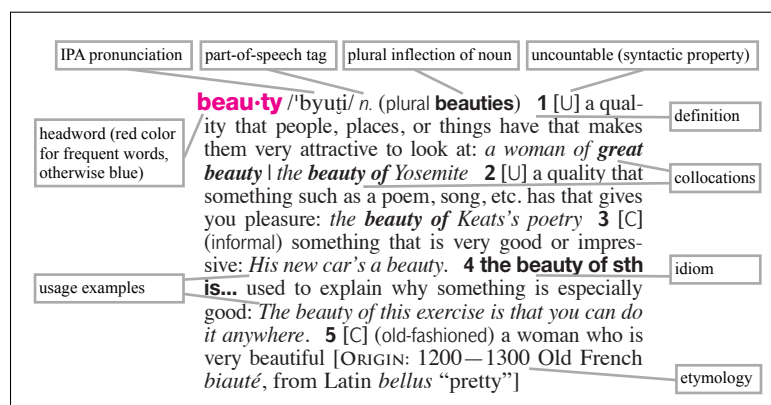 IPA pronunciation
part-of-speech tag
plural inflection of noun
uncountable (syntactic property)
beau·ty /ˈbyut̬i/ n. (plural beauties) 1 [U] a qual-
ity that people, places, or things have that makes
them very attractive to look at: a woman of great
beauty | the beauty of Yosemite 2 [U] a quality that
something such as a poem, song, etc. has that gives
you pleasure: the beauty of Keats's poetry 3 [C]
(informal) something that is very good or impres-
sive: His new car's a beauty. 4 the beauty of sth
is... used to explain why something is especially
good: The beauty of this exercise is that you can do
it anywhere. 5 [C] (old-fashioned) a woman who is
very beautiful [ORIGIN: 1200—1300 Old French
biauté, from Latin bellus "pretty"]
headword (red color
for frequent words,
otherwise blue)
usage examples
definition
collocations
idiom
etymology